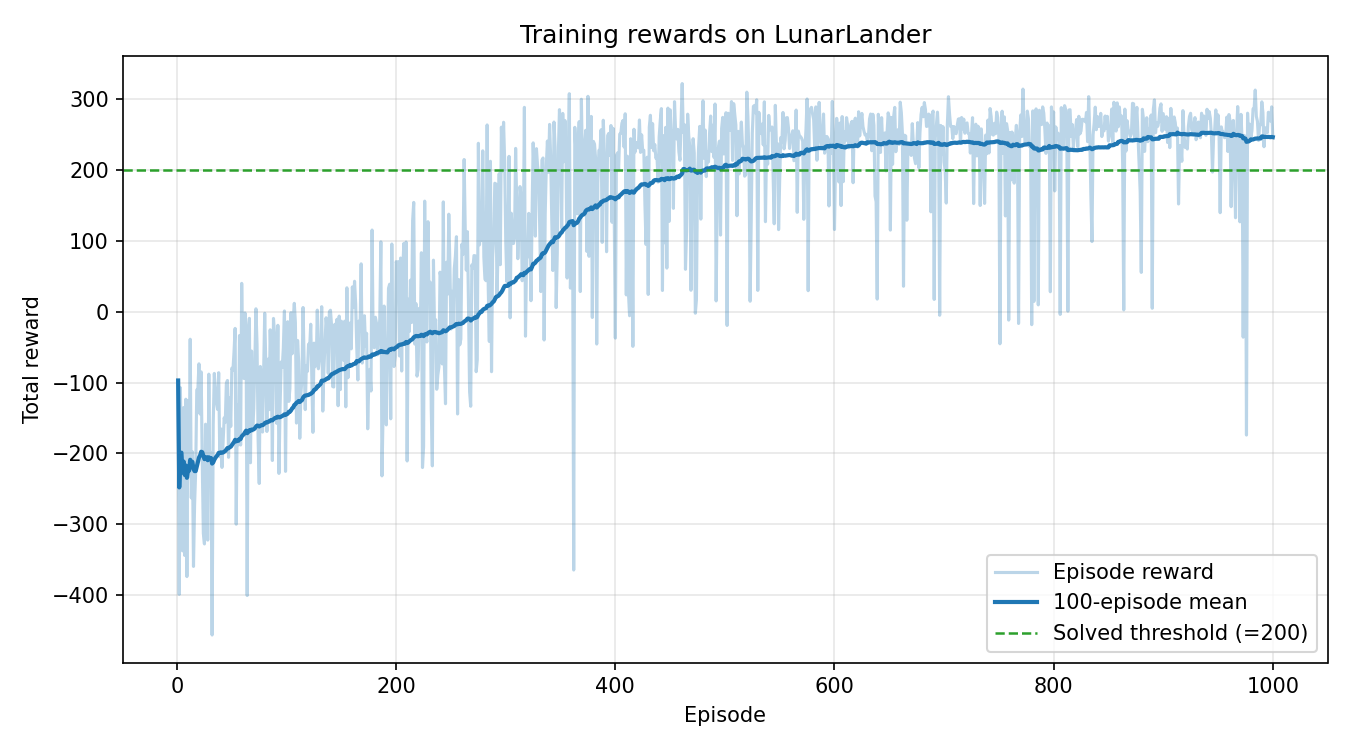 Training rewards on LunarLander
Total reward
300
200
100
0
−100
−200
−300
−400
0 200 400 600 800 1000
Episode
Episode reward
100-episode mean
Solved threshold (=200)